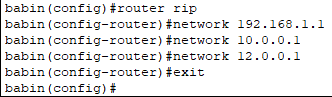 babin(config)#router rip
babin(config-router)#network 192.168.1.1
babin(config-router)#network 10.0.0.1
babin(config-router)#network 12.0.0.1
babin(config-router)#exit
babin(config)#